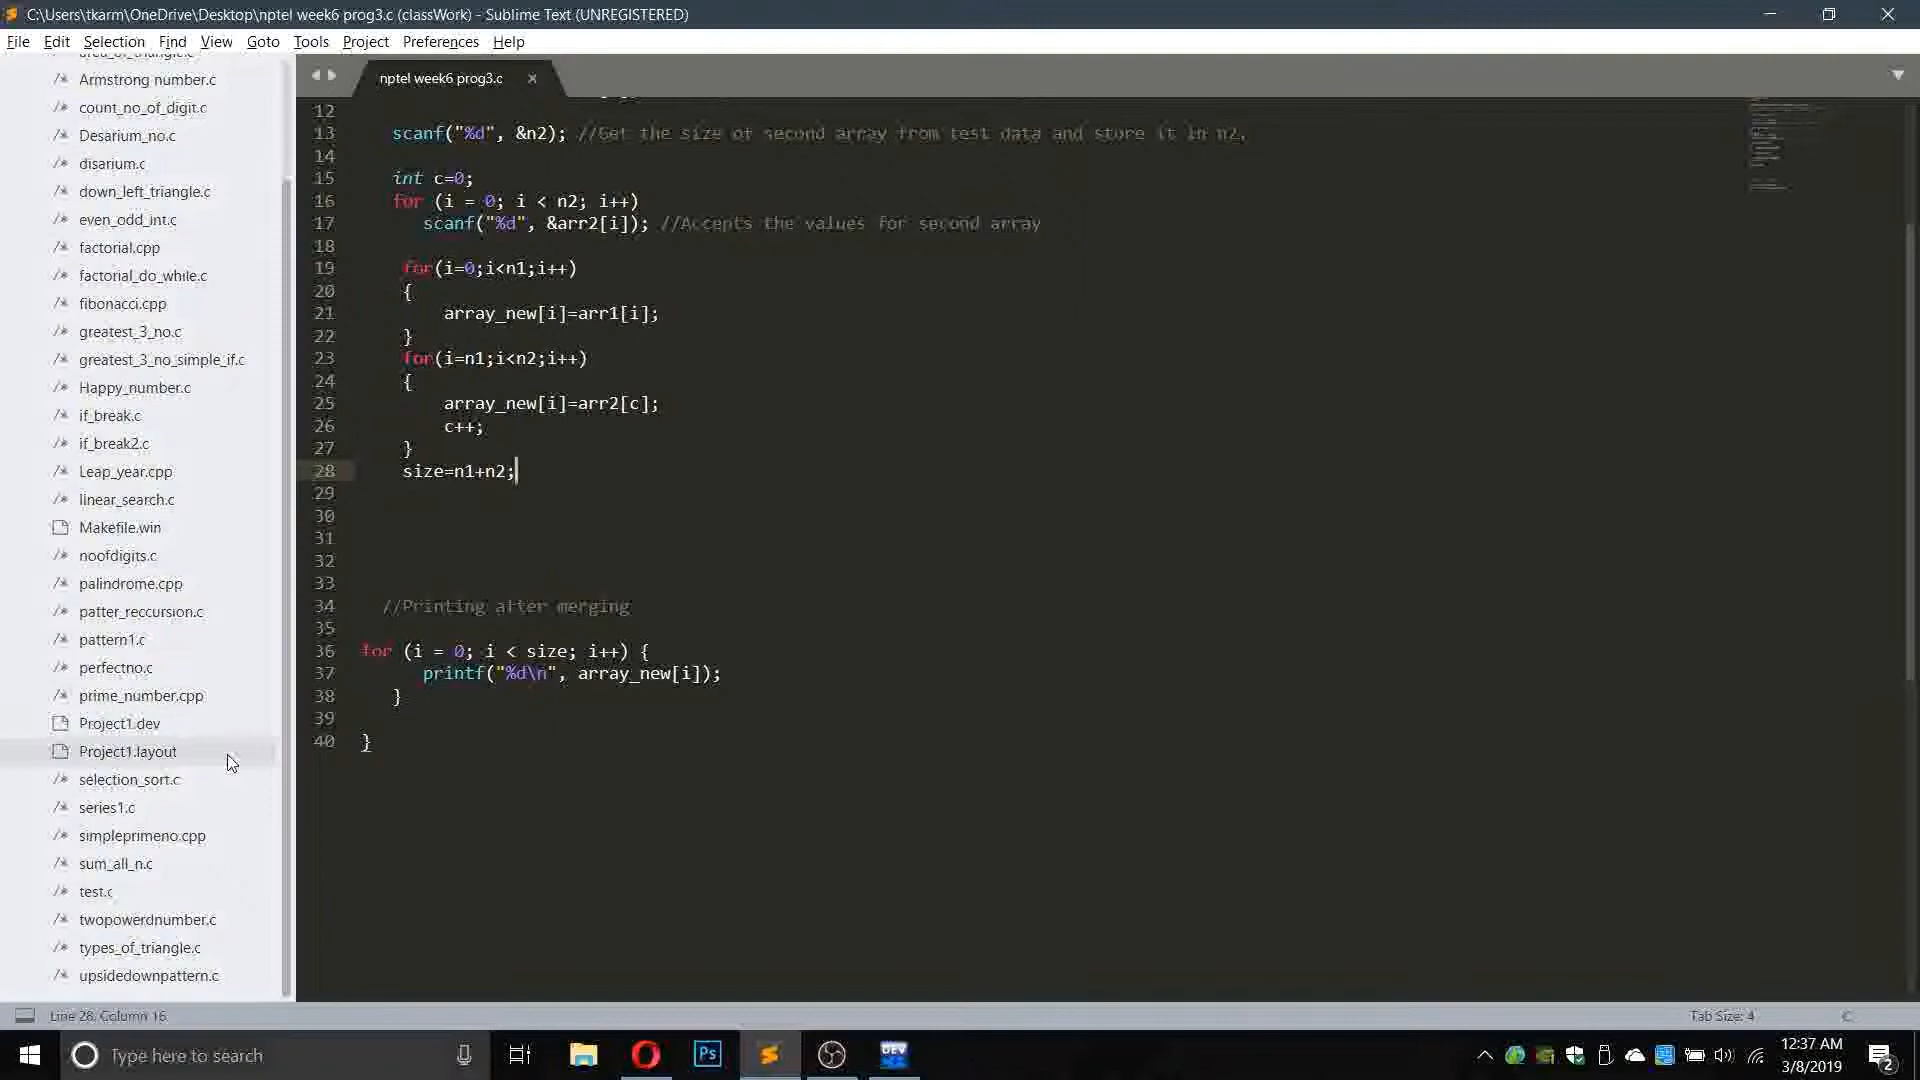 C:\Users\tkarm\OneDrive\Desktop\nptel week6 prog3.c (classWork) - Sublime Text (UNREGISTERED)
File Edit Selection Find View Goto Tools Project Preferences Help
nptel week6 prog3.c ×
/* Armstrong number.c
/* count_no_of_digit.c
/* Desarium_no.c
/* disarium.c
/* down_left_triangle.c
/* even_odd_int.c
/* factorial.cpp
/* factorial_do_while.c
/* fibonacci.cpp
/* greatest_3_no.c
/* greatest_3_no_simple_if.c
/* Happy_number.c
/* if_break.c
/* if_break2.c
/* Leap_year.cpp
/* linear_search.c
Makefile.win
/* noofdigits.c
/* palindrome.cpp
/* patter_reccursion.c
/* pattern1.c
/* perfectno.c
/* prime_number.cpp
Project1.dev
Project1.layout
/* selection_sort.c
/* series1.c
/* simpleprimeno.cpp
/* sum_all_n.c
/* test.c
/* twopowerdnumber.c
/* types_of_triangle.c
/* upsidedownpattern.c
12
13 scanf("%d", &n2); //Get the size of second array from test data and store it in n2.
14
15 int c=0;
16 for (i = 0; i < n2; i++)
17 scanf("%d", &arr2[i]); //Accepts the values for second array
18
19 for(i=0;i<n1;i++)
20 {
21 array_new[i]=arr1[i];
22 }
23 for(i=n1;i<n2;i++)
24 {
25 array_new[i]=arr2[c];
26 c++;
27 }
28 size=n1+n2;
29
30
31
32
33
34 //Printing after merging
35
36 for (i = 0; i < size; i++) {
37 printf("%d\n", array_new[i]);
38 }
39
40 }
Line 28, Column 16
Tab Size: 4
C
Type here to search
Ps
DEV
12:37 AM
3/8/2019
2